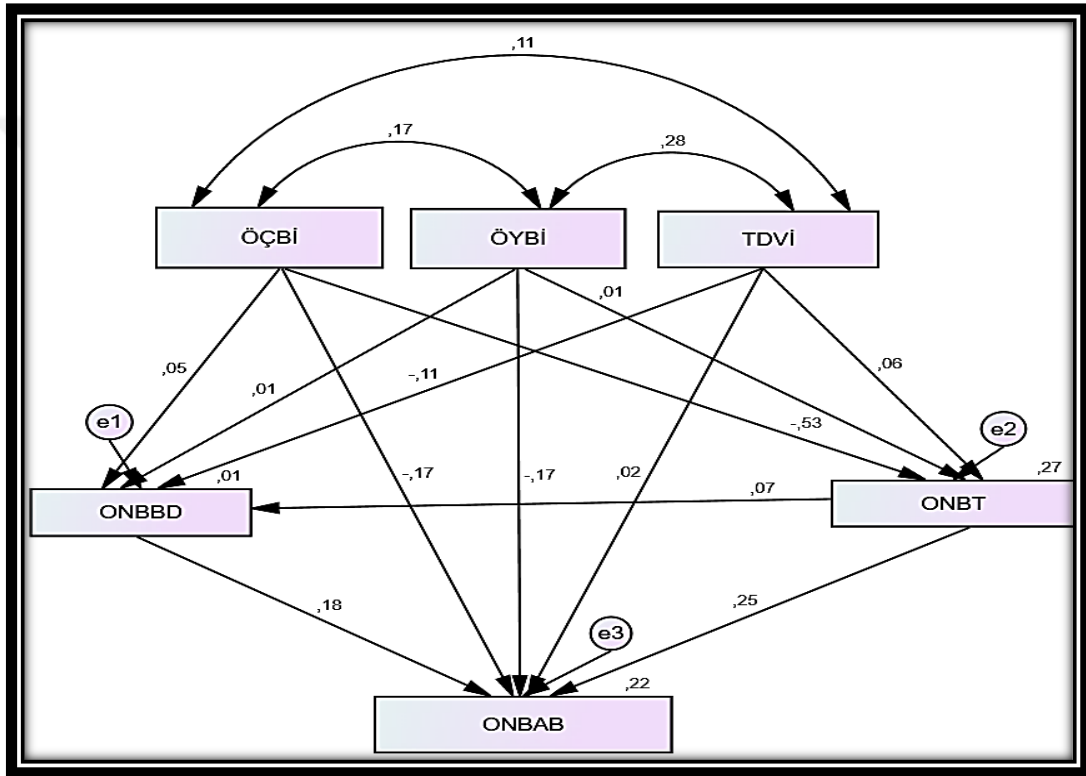 ,11
,17
,28
ÖÇBİ
ÖYBİ
TDVİ
,01
,05
-,11
,06
,01
-,53
e1
e2
,01
-,17
-,17
,02
,27
ONBBD
,07
ONBT
,18
,25
e3
,22
ONBAB